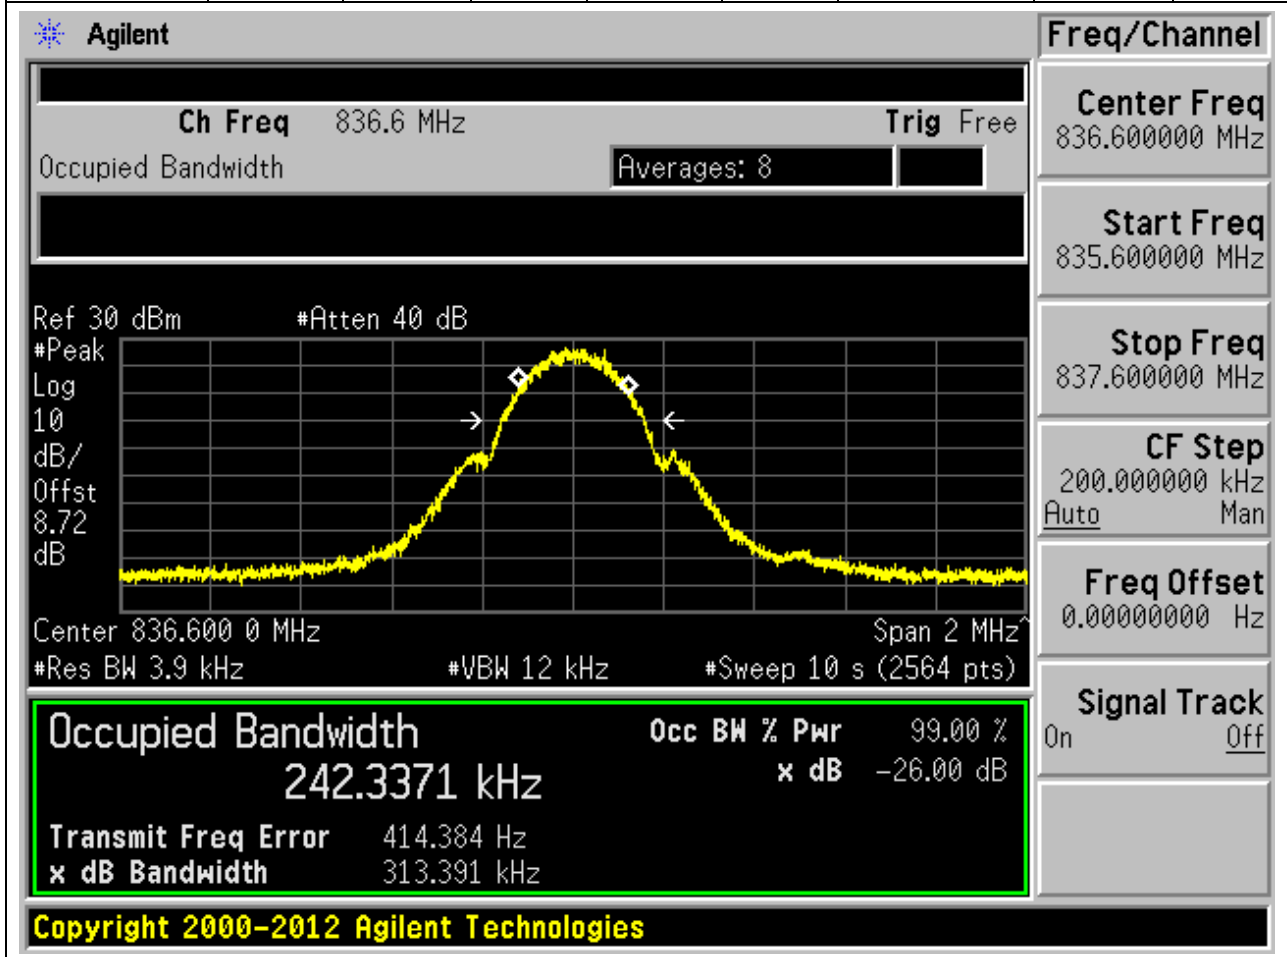 Agilent
Freq/Channel
Ch Freq 836.6 MHz Trig Free
Occupied Bandwidth Averages: 8
Center Freq
836.600000 MHz
Start Freq
835.600000 MHz
Stop Freq
837.600000 MHz
CF Step
200.000000 kHz
Auto Man
Freq Offset
0.00000000 Hz
Signal Track
On Off
Ref 30 dBm #Atten 40 dB
#Peak
Log
10
dB/
Offst
8.72
dB
Center 836.600 0 MHz Span 2 MHz^
#Res BW 3.9 kHz #VBW 12 kHz #Sweep 10 s (2564 pts)
Occupied Bandwidth
242.3371 kHz
Occ BW % Pwr 99.00 %
x dB -26.00 dB
Transmit Freq Error 414.384 Hz
x dB Bandwidth 313.391 kHz
Copyright 2000-2012 Agilent Technologies